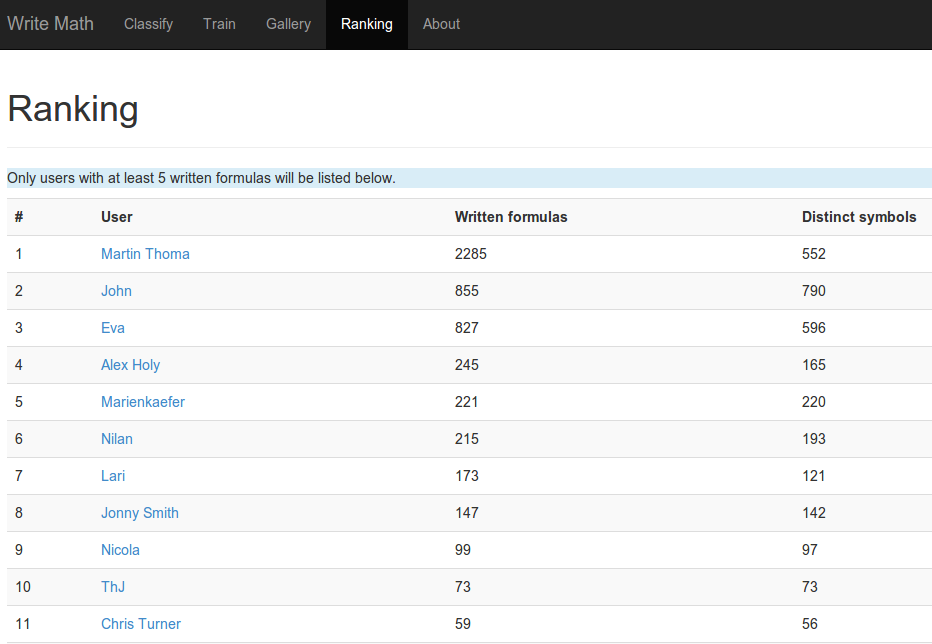 Write Math Classify Train Gallery Ranking About
Ranking
Only users with at least 5 written formulas will be listed below.
# User Written formulas Distinct symbols
1 Martin Thoma 2285 552
2 John 855 790
3 Eva 827 596
4 Alex Holy 245 165
5 Marienkaefer 221 220
6 Nilan 215 193
7 Lari 173 121
8 Jonny Smith 147 142
9 Nicola 99 97
10 ThJ 73 73
11 Chris Turner 59 56